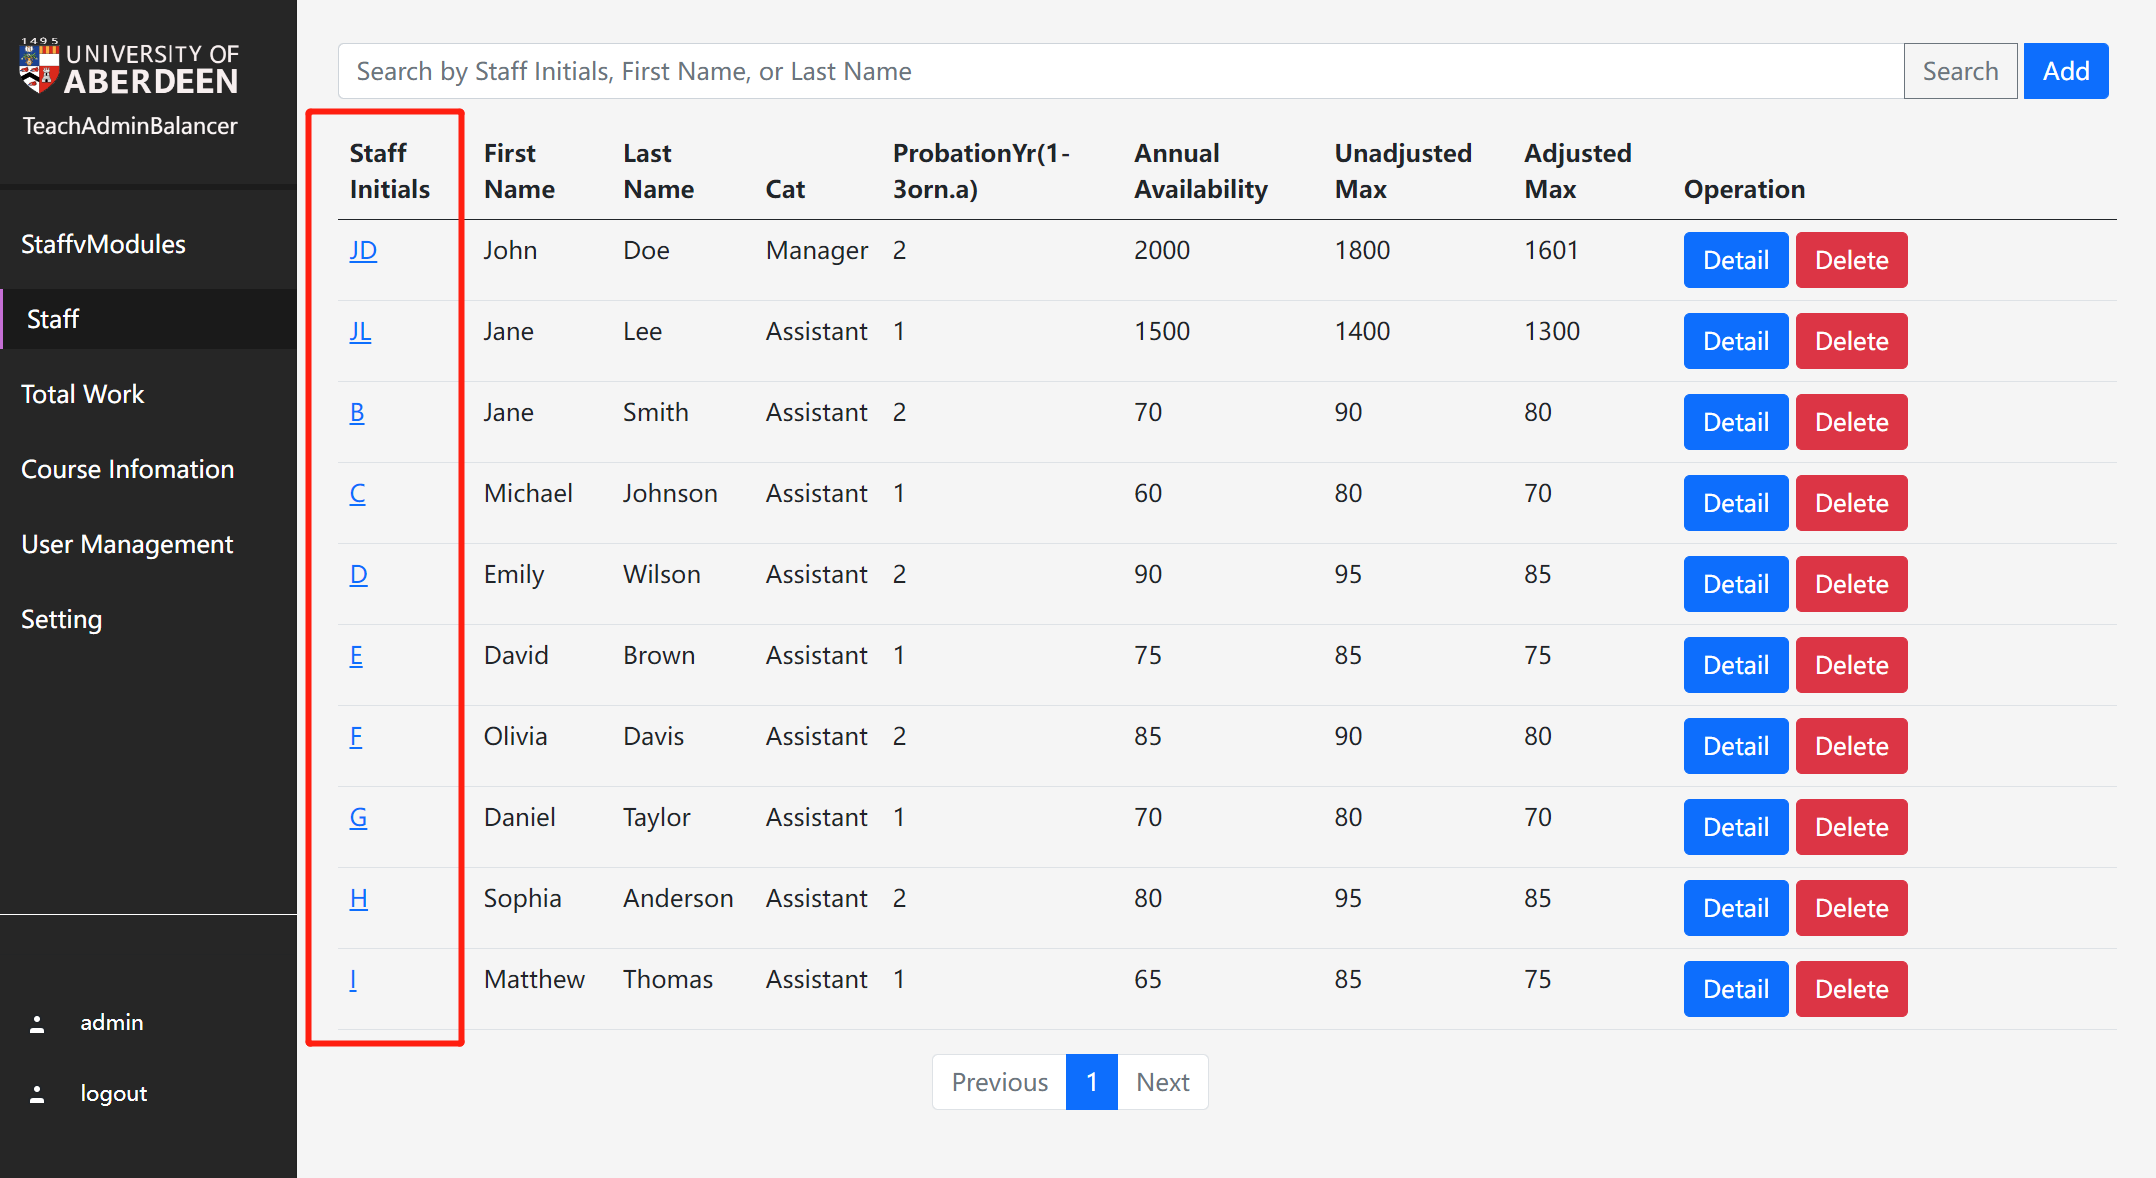 1495
UNIVERSITY OF
ABERDEEN
TeachAdminBalancer
StaffvModules
Staff
Total Work
Course Infomation
User Management
Setting
admin
logout
Search by Staff Initials, First Name, or Last Name Search Add
Staff Initials First Name Last Name Cat ProbationYr(1-3orn.a) Annual Availability Unadjusted Max Adjusted Max Operation
JD John Doe Manager 2 2000 1800 1601 Detail Delete
JL Jane Lee Assistant 1 1500 1400 1300 Detail Delete
B Jane Smith Assistant 2 70 90 80 Detail Delete
C Michael Johnson Assistant 1 60 80 70 Detail Delete
D Emily Wilson Assistant 2 90 95 85 Detail Delete
E David Brown Assistant 1 75 85 75 Detail Delete
F Olivia Davis Assistant 2 85 90 80 Detail Delete
G Daniel Taylor Assistant 1 70 80 70 Detail Delete
H Sophia Anderson Assistant 2 80 95 85 Detail Delete
I Matthew Thomas Assistant 1 65 85 75 Detail Delete
Previous 1 Next